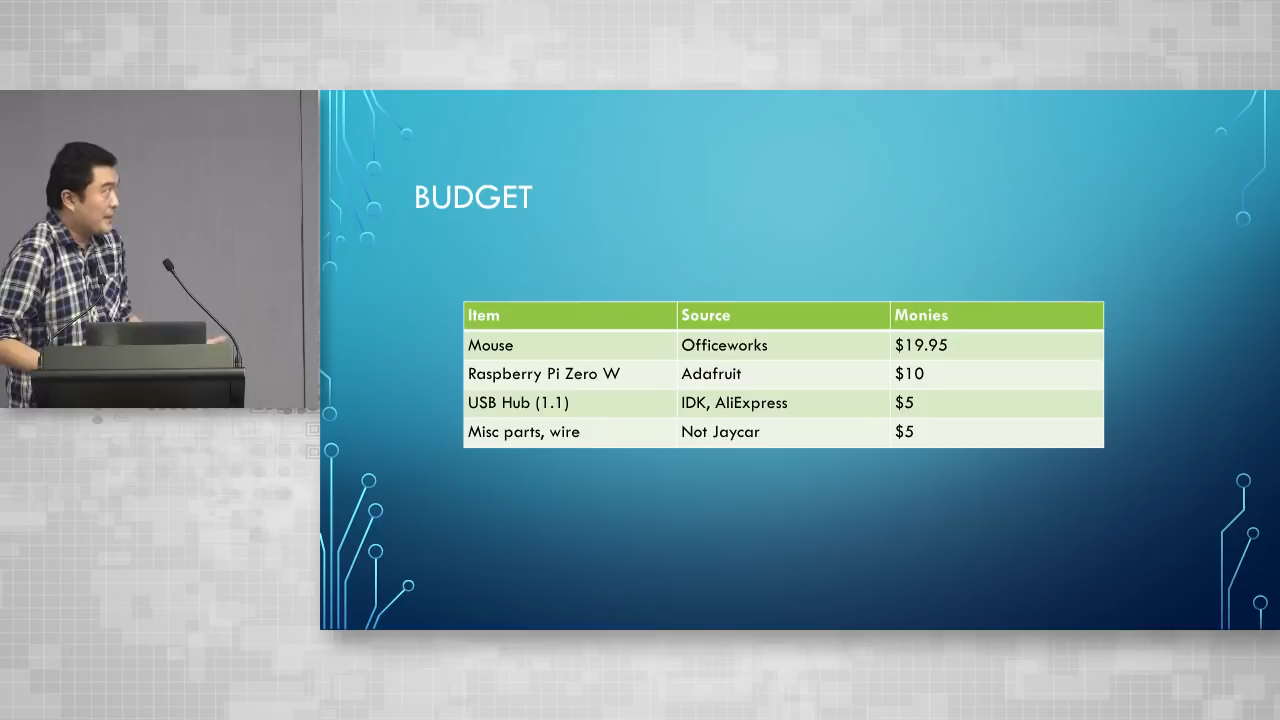 BUDGET
Item Source Monies
Mouse Officeworks $19.95
Raspberry Pi Zero W Adafruit $10
USB Hub (1.1) IDK, AliExpress $5
Misc parts, wire Not Jaycar $5